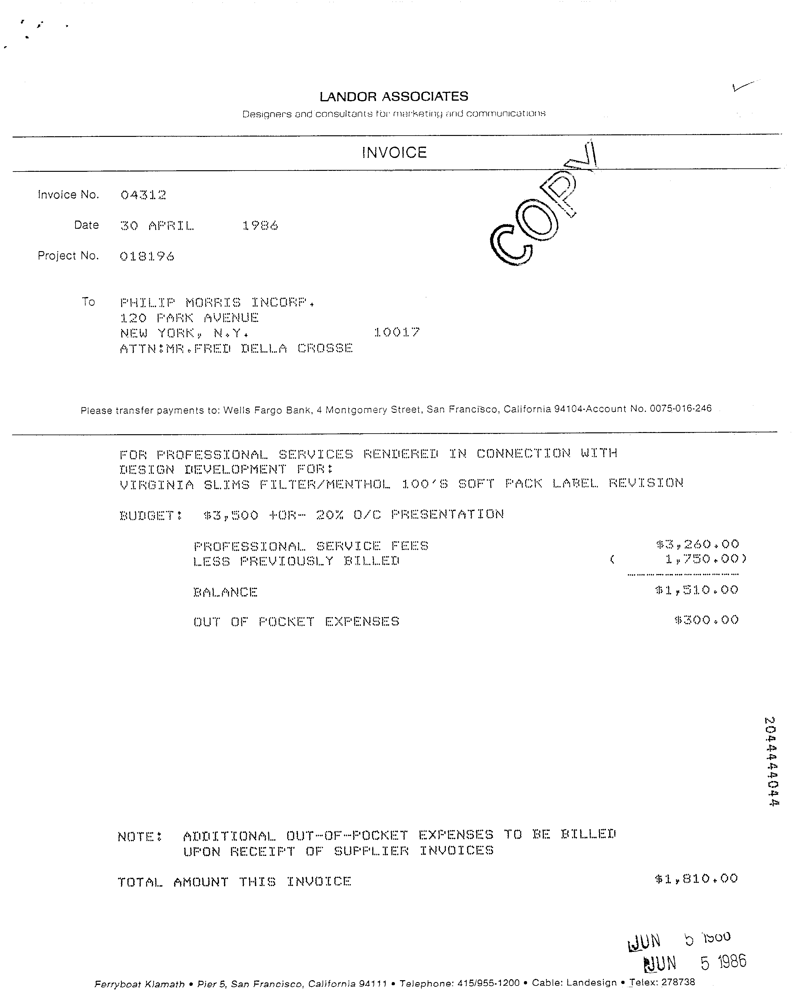 LANDOR ASSOCIATES
Designers and consultants for marketing and communications
INVOICE
COPY
Invoice No. 04312
Date 30 APRIL 1986
Project No. 018196
To PHILIP MORRIS INCORP.
120 PARK AVENUE
NEW YORK, N.Y. 10017
ATTN:MR.FRED DELLA CROSSE
Please transfer payments to: Wells Fargo Bank, 4 Montgomery Street, San Francisco, California 94104-Account No. 0075-016-246
FOR PROFESSIONAL SERVICES RENDERED IN CONNECTION WITH
DESIGN DEVELOPMENT FOR:
VIRGINIA SLIMS FILTER/MENTHOL 100'S SOFT PACK LABEL REVISION
BUDGET: $3,500 +OR- 20% O/C PRESENTATION
PROFESSIONAL SERVICE FEES $3,260.00
LESS PREVIOUSLY BILLED ( 1,750.00)
BALANCE $1,510.00
OUT OF POCKET EXPENSES $300.00
2044444044
NOTE: ADDITIONAL OUT-OF-POCKET EXPENSES TO BE BILLED
UPON RECEIPT OF SUPPLIER INVOICES
TOTAL AMOUNT THIS INVOICE $1,810.00
JUN 5
JUN 5 1986
Ferryboat Klamath • Pier 5, San Francisco, California 94111 • Telephone: 415/955-1200 • Cable: Landesign • Telex: 278738